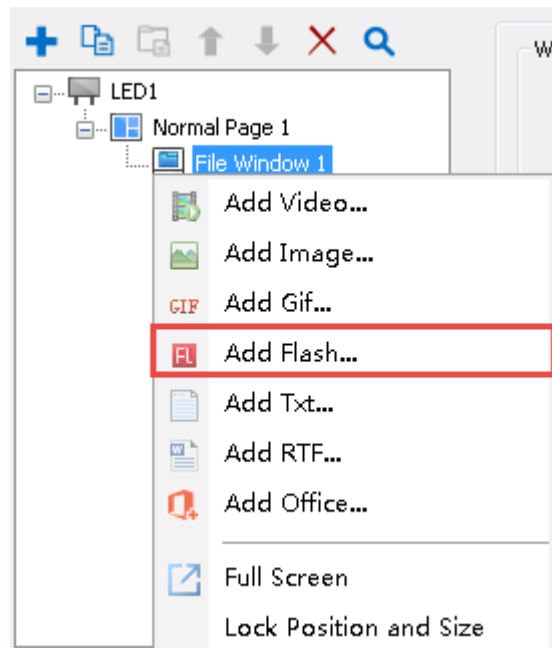 W
LED1
Normal Page 1
File Window 1
Add Video...
Add Image...
GIF Add Gif...
FL Add Flash...
Add Txt...
W Add RTF...
Add Office...
Full Screen
Lock Position and Size